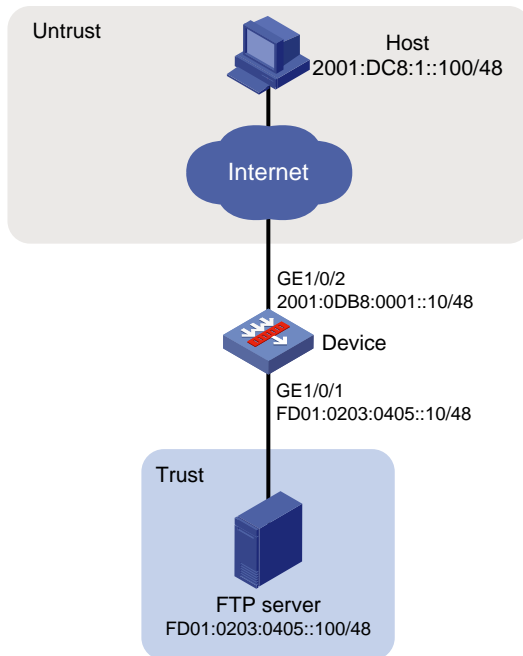 Untrust
Host
2001:DC8:1::100/48
Internet
GE1/0/2
2001:0DB8:0001::10/48
Device
GE1/0/1
FD01:0203:0405::10/48
Trust
FTP server
FD01:0203:0405::100/48